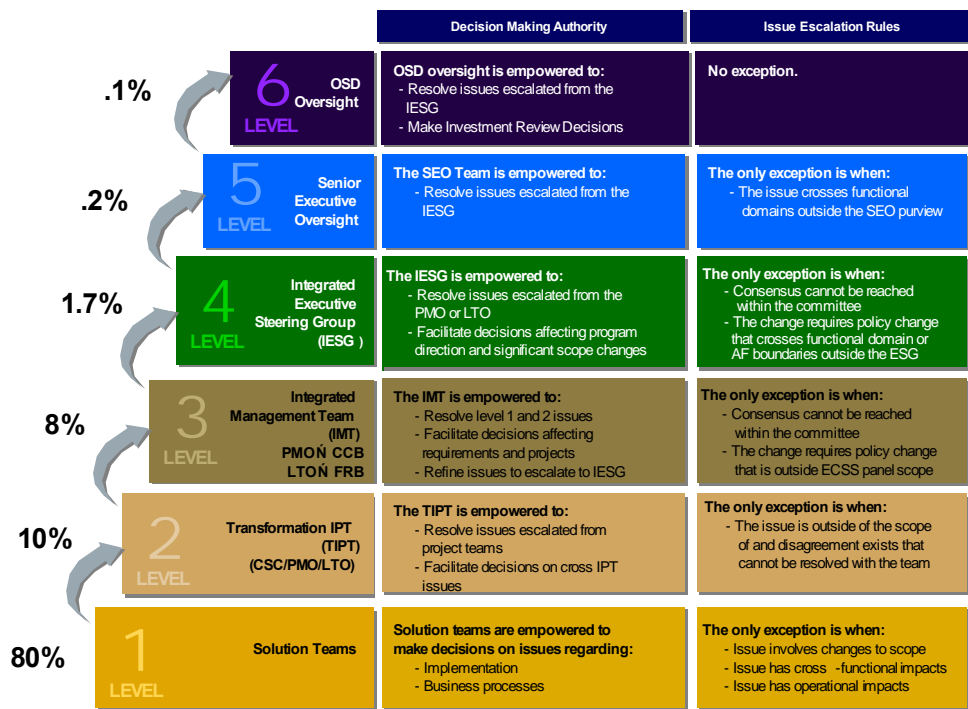 Decision Making Authority
Issue Escalation Rules
.1%
6
LEVEL
OSD
Oversight
OSD oversight is empowered to:
- Resolve issues escalated from the
IESG
- Make Investment Review Decisions
No exception.
.2%
5
LEVEL
Senior
Executive
Oversight
The SEO Team is empowered to:
- Resolve issues escalated from the
IESG
The only exception is when:
- The issue crosses functional
domains outside the SEO purview
1.7%
4
LEVEL
Integrated
Executive
Steering Group
(IESG )
The IESG is empowered to:
- Resolve issues escalated from the
PMO or LTO
- Facilitate decisions affecting program
direction and significant scope changes
The only exception is when:
- Consensus cannot be reached
within the committee
- The change requires policy change
that crosses functional domain or
AF boundaries outside the ESG
8%
3
LEVEL
Integrated
Management Team
(IMT)
PMOŃ CCB
LTOŃ FRB
The IMT is empowered to:
- Resolve level 1 and 2 issues
- Facilitate decisions affecting
requirements and projects
- Refine issues to escalate to IESG
The only exception is when:
- Consensus cannot be reached
within the committee
- The change requires policy change
that is outside ECSS panel scope
10%
2
LEVEL
Transformation IPT
(TIPT)
(CSC/PMO/LTO)
The TIPT is empowered to:
- Resolve issues escalated from
project teams
- Facilitate decisions on cross IPT
issues
The only exception is when:
- The issue is outside of the scope
of and disagreement exists that
cannot be resolved with the team
80%
1
LEVEL
Solution Teams
Solution teams are empowered to
make decisions on issues regarding:
- Implementation
- Business processes
The only exception is when:
- Issue involves changes to scope
- Issue has cross -functional impacts
- Issue has operational impacts